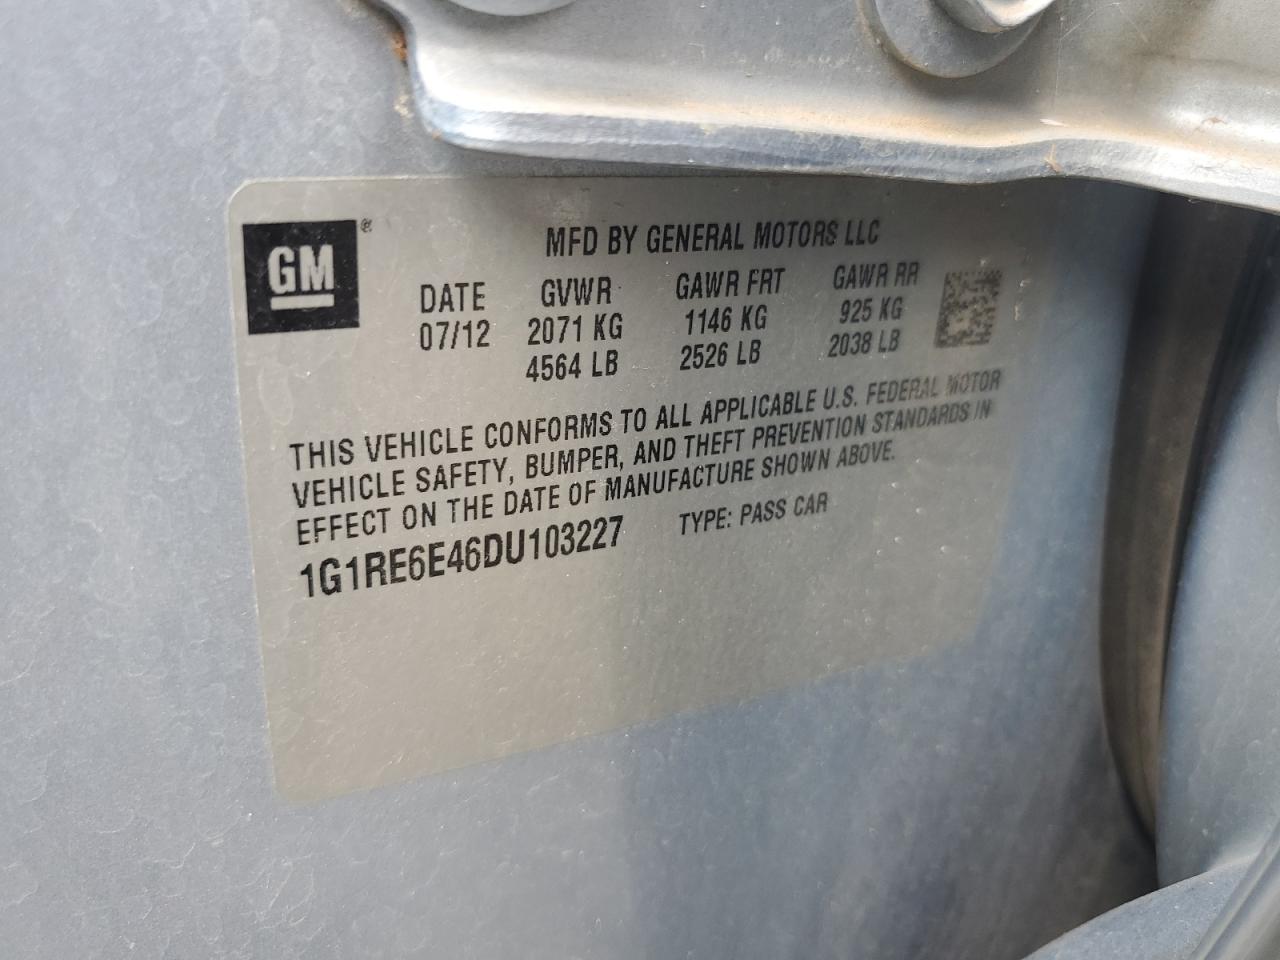 GM®
MFD BY GENERAL MOTORS LLC
DATE GVWR GAWR FRT GAWR RR
07/12 2071 KG 1146 KG 925 KG
4564 LB 2526 LB 2038 LB
THIS VEHICLE CONFORMS TO ALL APPLICABLE U.S. FEDERAL MOTOR
VEHICLE SAFETY, BUMPER, AND THEFT PREVENTION STANDARDS IN
EFFECT ON THE DATE OF MANUFACTURE SHOWN ABOVE.
1G1RE6E46DU103227 TYPE: PASS CAR